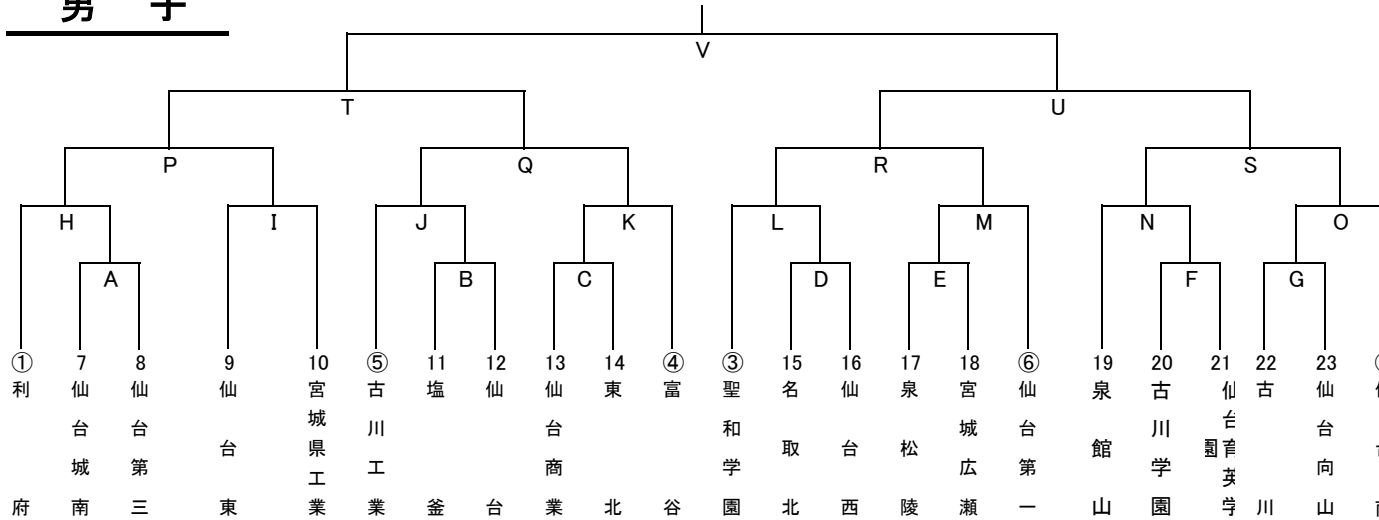 男 子
V
T U
P Q R S
H I J K L M N O
A B C D E F G
① 7 8 9 10 ⑤ 11 12 13 14 ④ ③ 15 16 17 18 ⑥ 19 20 21 22 23
利府
仙台城南
仙台第三
仙台東
宮城県工業
古川工業
塩釜
仙台
仙台商業
東北
富谷
聖和学園
名取北
仙台西
泉松陵
宮城広瀬
仙台第一
泉館山
古川学園
仙台育英学園
古川
仙台向山